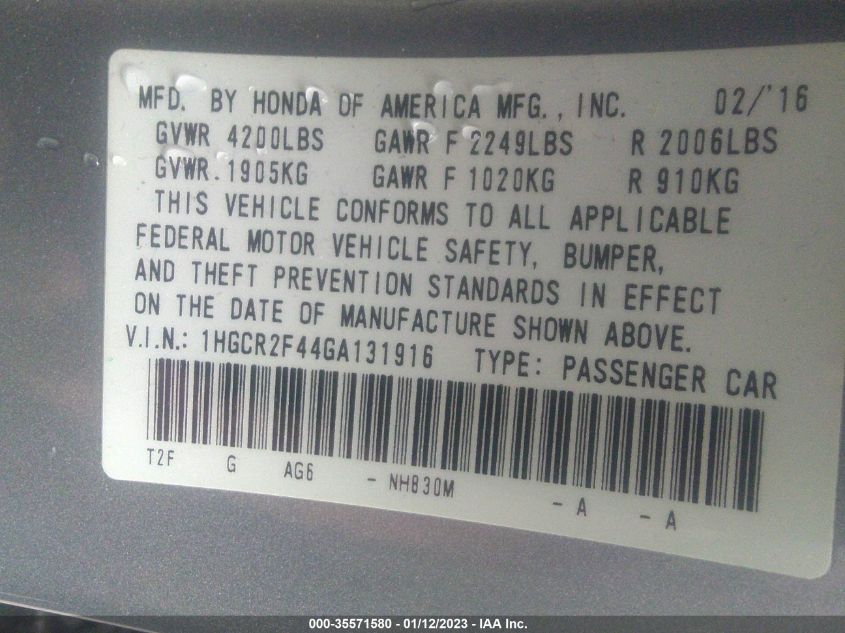 MFD. BY HONDA OF AMERICA MFG., INC. 02/'16
GVWR 4200LBS GAWR F 2249LBS R 2006LBS
GVWR 1905KG GAWR F 1020KG R 910KG
THIS VEHICLE CONFORMS TO ALL APPLICABLE
FEDERAL MOTOR VEHICLE SAFETY, BUMPER,
AND THEFT PREVENTION STANDARDS IN EFFECT
ON THE DATE OF MANUFACTURE SHOWN ABOVE.
V.I.N.: 1HGCR2F44GA131916 TYPE: PASSENGER CAR
T2F G AG6 - NH830M - A - A
000-35571580 - 01/12/2023 - IAA Inc.